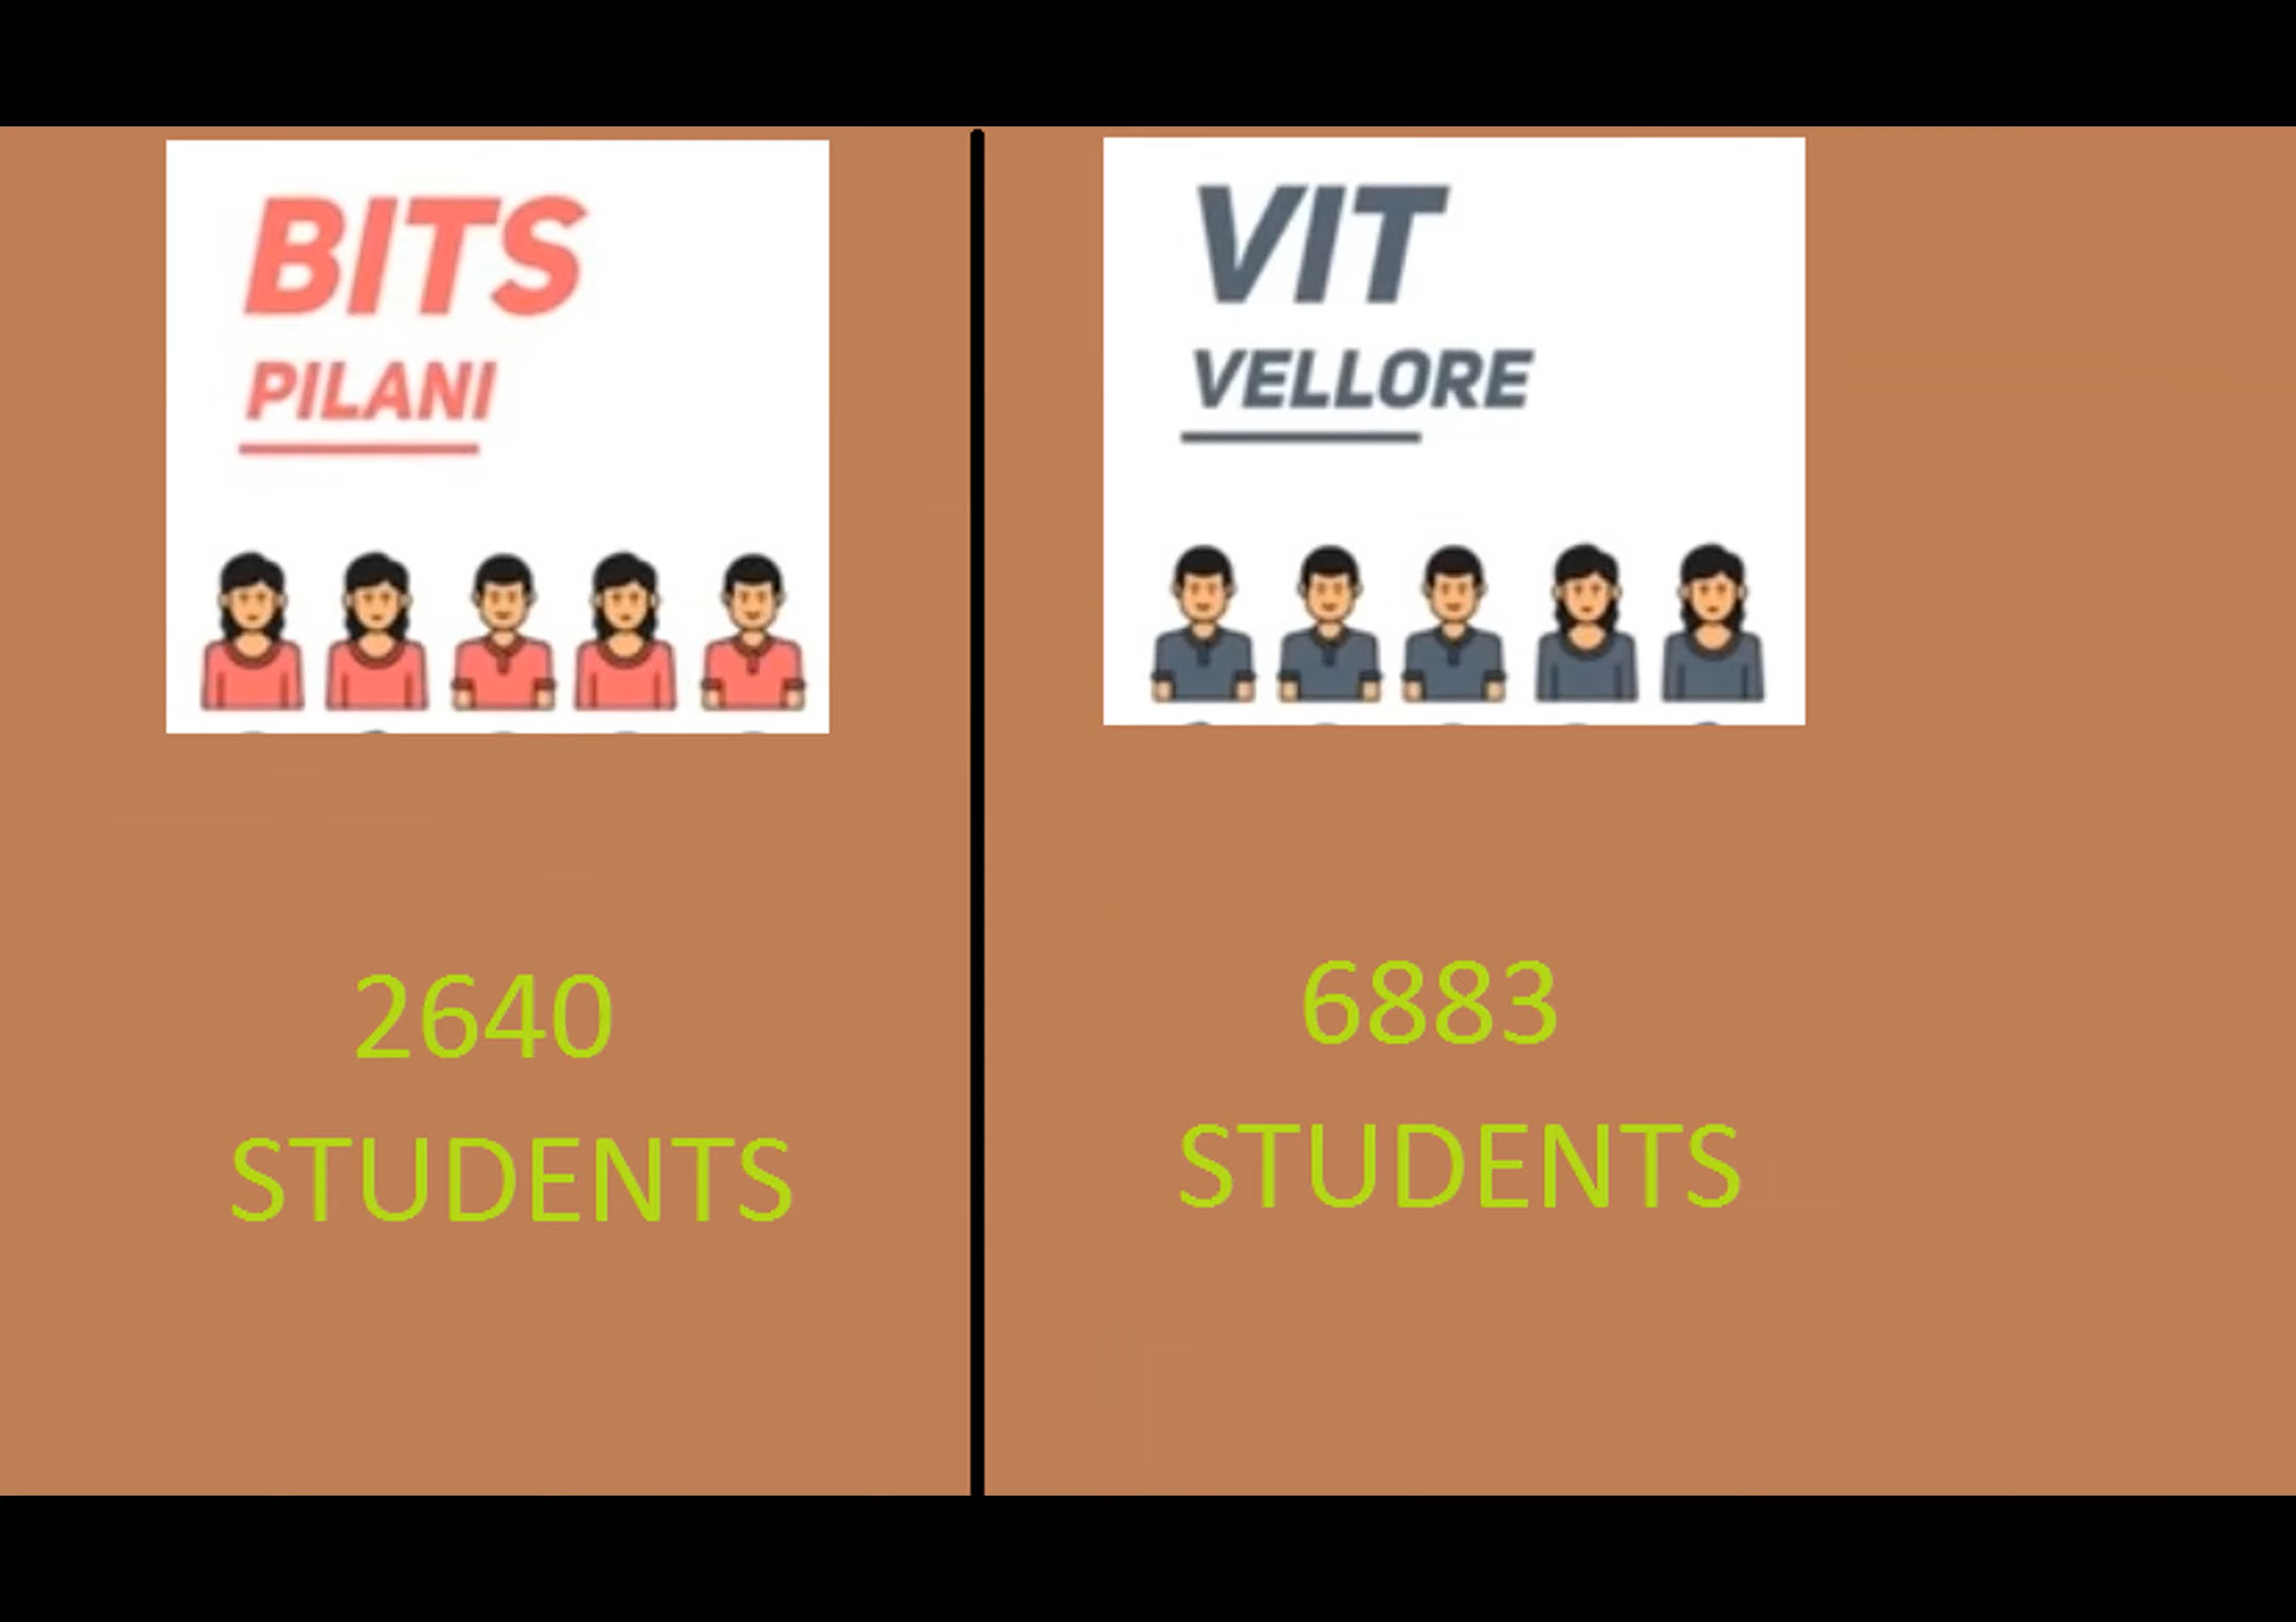 BITS
PILANI
2640
STUDENTS
VIT
VELLORE
6883
STUDENTS